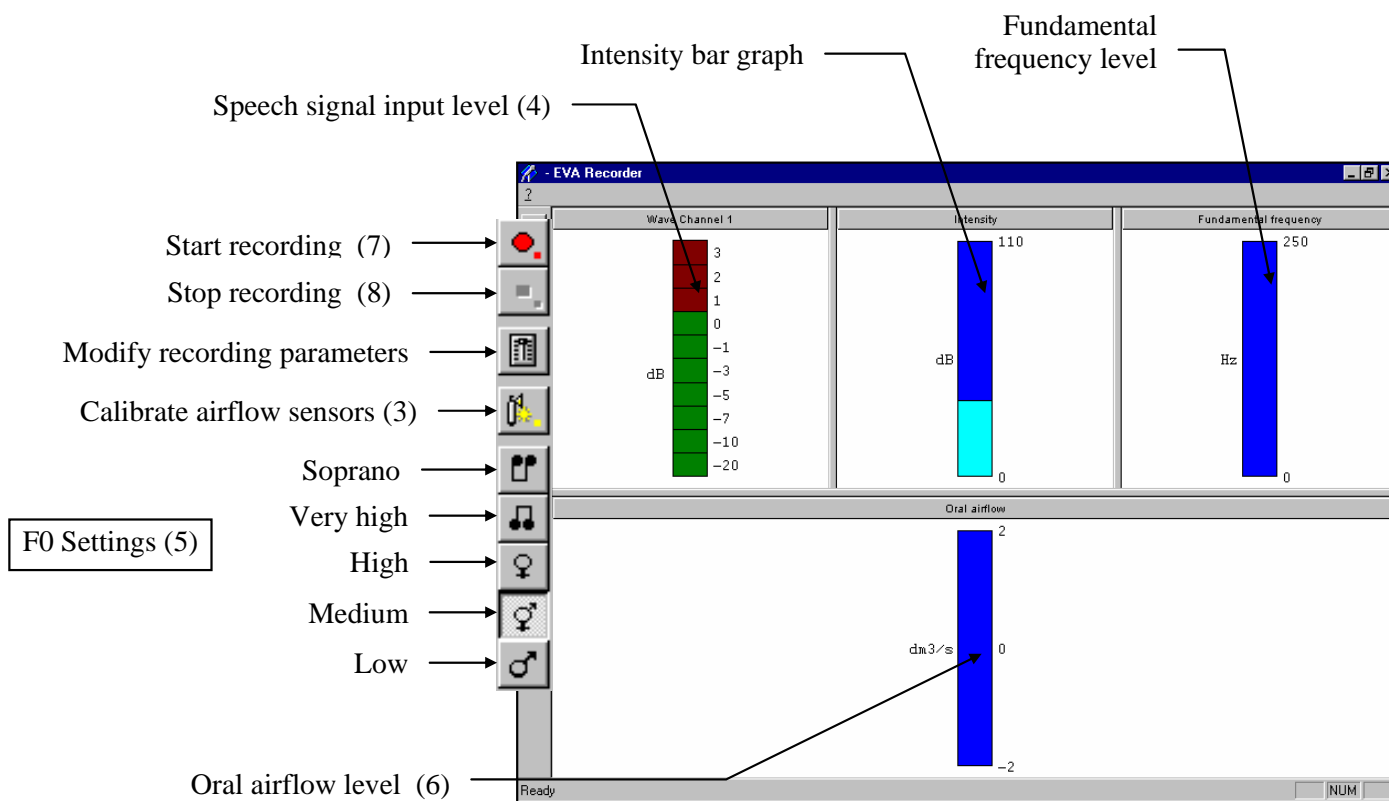 Fundamental
frequency level
Intensity bar graph
Speech signal input level (4)
- EVA Recorder
?
Wave Channel 1
Intensity
Fundamental frequency
Start recording (7)
Stop recording (8)
Modify recording parameters
Calibrate airflow sensors (3)
Soprano
Very high
High
Medium
Low
F0 Settings (5)
3
2
1
0
-1
-3
-5
-7
-10
-20
dB
110
dB
0
250
Hz
0
Oral airflow
2
dm3/s
0
-2
Oral airflow level (6)
Ready
NUM